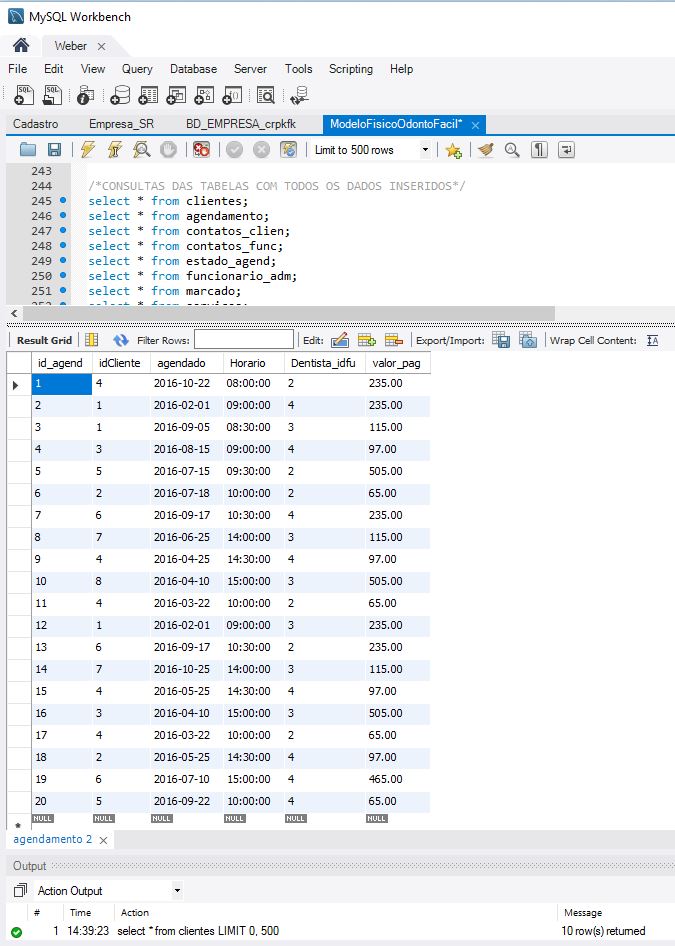 MySQL Workbench
Weber
File Edit View Query Database Server Tools Scripting Help
SQL SQL
Cadastro Empresa_SR BD_EMPRESA_crpkfk ModeloFisicoOdontoFacil*
Limit to 500 rows
243
244 /*CONSULTAS DAS TABELAS COM TODOS OS DADOS INSERIDOS*/
245 select * from clientes;
246 select * from agendamento;
247 select * from contatos_clien;
248 select * from contatos_func;
249 select * from estado_agend;
250 select * from funcionario_adm;
251 select * from marcado;
252 select * from servicos;
Result Grid Filter Rows: Edit: Export/Import: Wrap Cell Content:
id_agend idCliente agendado Horario Dentista_idfu valor_pag
1 4 2016-10-22 08:00:00 2 235.00
2 1 2016-02-01 09:00:00 4 235.00
3 1 2016-09-05 08:30:00 3 115.00
4 3 2016-08-15 09:00:00 4 97.00
5 5 2016-07-15 09:30:00 2 505.00
6 2 2016-07-18 10:00:00 2 65.00
7 6 2016-09-17 10:30:00 4 235.00
8 7 2016-06-25 14:00:00 3 115.00
9 4 2016-04-25 14:30:00 4 97.00
10 8 2016-04-10 15:00:00 3 505.00
11 4 2016-03-22 10:00:00 2 65.00
12 1 2016-02-01 09:00:00 3 235.00
13 6 2016-09-17 10:30:00 2 235.00
14 7 2016-10-25 14:00:00 3 115.00
15 4 2016-05-25 14:30:00 4 97.00
16 3 2016-04-10 15:00:00 3 505.00
17 4 2016-03-22 10:00:00 2 65.00
18 2 2016-05-25 14:30:00 4 97.00
19 6 2016-07-10 15:00:00 4 465.00
20 5 2016-09-22 10:00:00 4 65.00
NULL NULL NULL NULL NULL NULL
agendamento 2
Output
Action Output
# Time Action Message
1 14:39:23 select * from clientes LIMIT 0, 500 10 row(s) returned